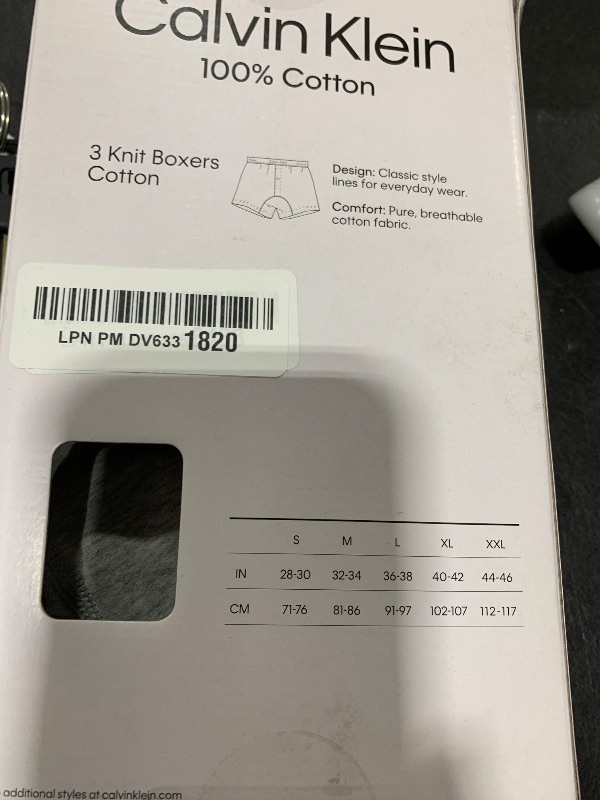 Calvin Klein
100% Cotton
3 Knit Boxers
Cotton
Design: Classic style
lines for everyday wear.
Comfort: Pure, breathable
cotton fabric.
LPN PM DV6331820
S M L XL XXL
IN 28-30 32-34 36-38 40-42 44-46
CM 71-76 81-86 91-97 102-107 112-117
additional styles at calvinklein.com